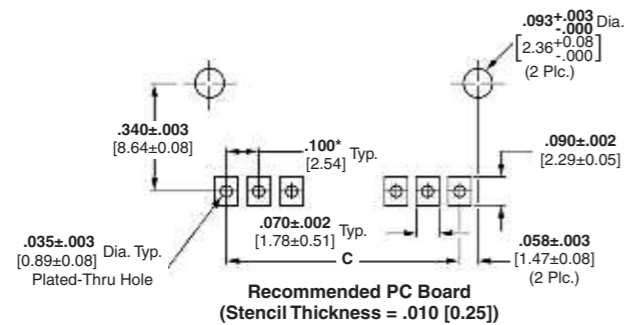 .093+.003
-.000 Dia.
[2.36+0.08
-.000]
(2 Plc.)
.340±.003
[8.64±0.08]
.100* Typ.
[2.54]
.090±.002
[2.29±0.05]
.070±.002 Typ.
[1.78±0.51]
.035±.003 Dia. Typ.
[0.89±0.08]
Plated-Thru Hole
C
.058±.003
[1.47±0.08]
(2 Plc.)
Recommended PC Board
(Stencil Thickness = .010 [0.25])